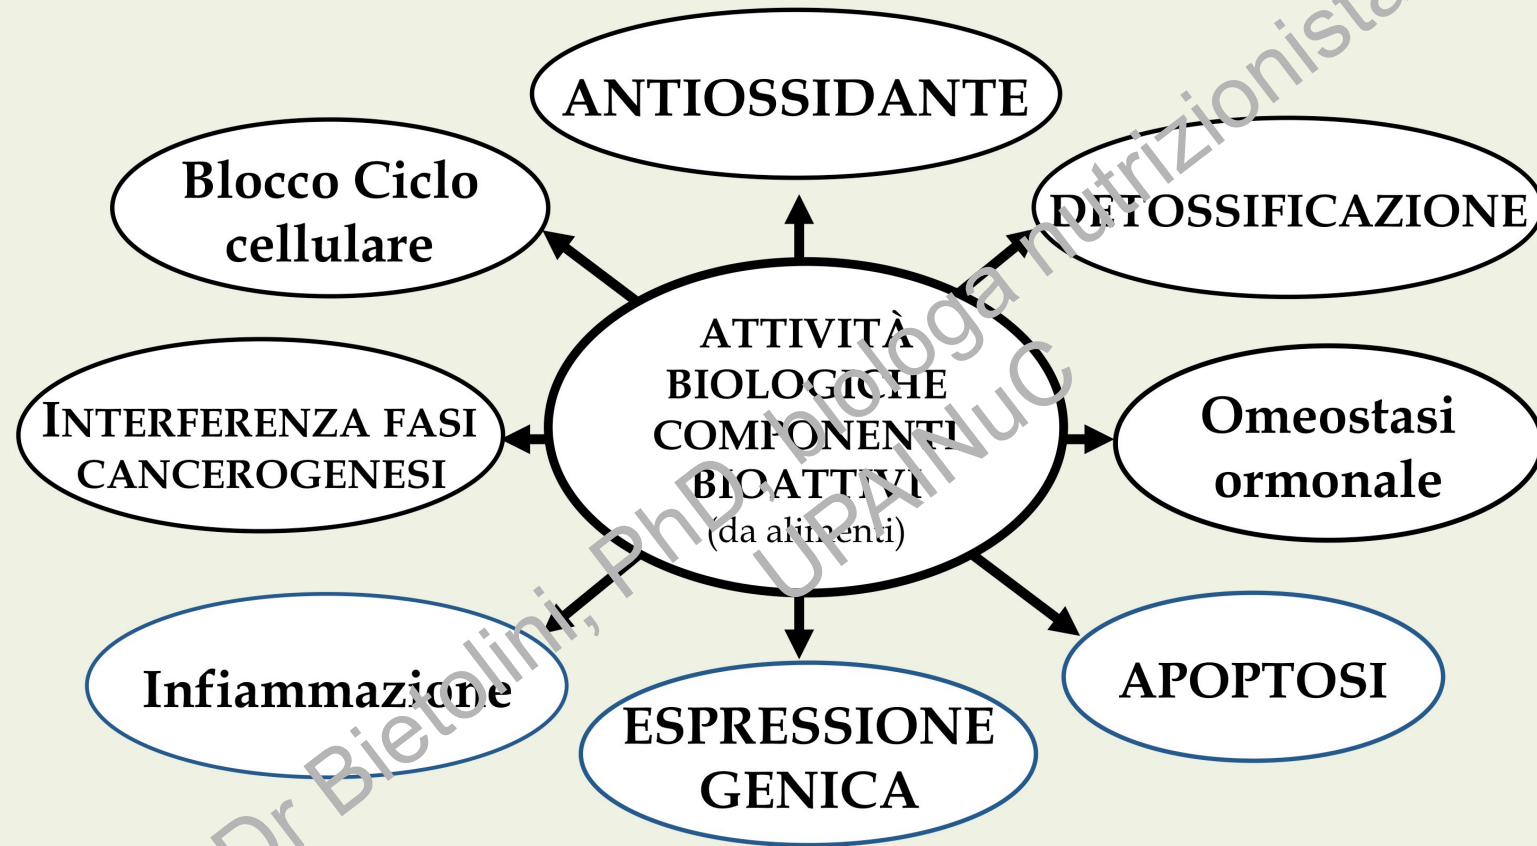 ANTIOSSIDANTE
Blocco Ciclo
cellulare
DETOSSIFICAZIONE
ATTIVITÀ
BIOLOGICHE
COMPONENTI
BIOATTIVI
(da alimenti)
INTERFERENZA FASI
CANCEROGENESI
Omeostasi
ormonale
Infiammazione
ESPRESSIONE
GENICA
APOPTOSI
Dr Bietolini, PhD, biologa nutrizionista
UPAINuC